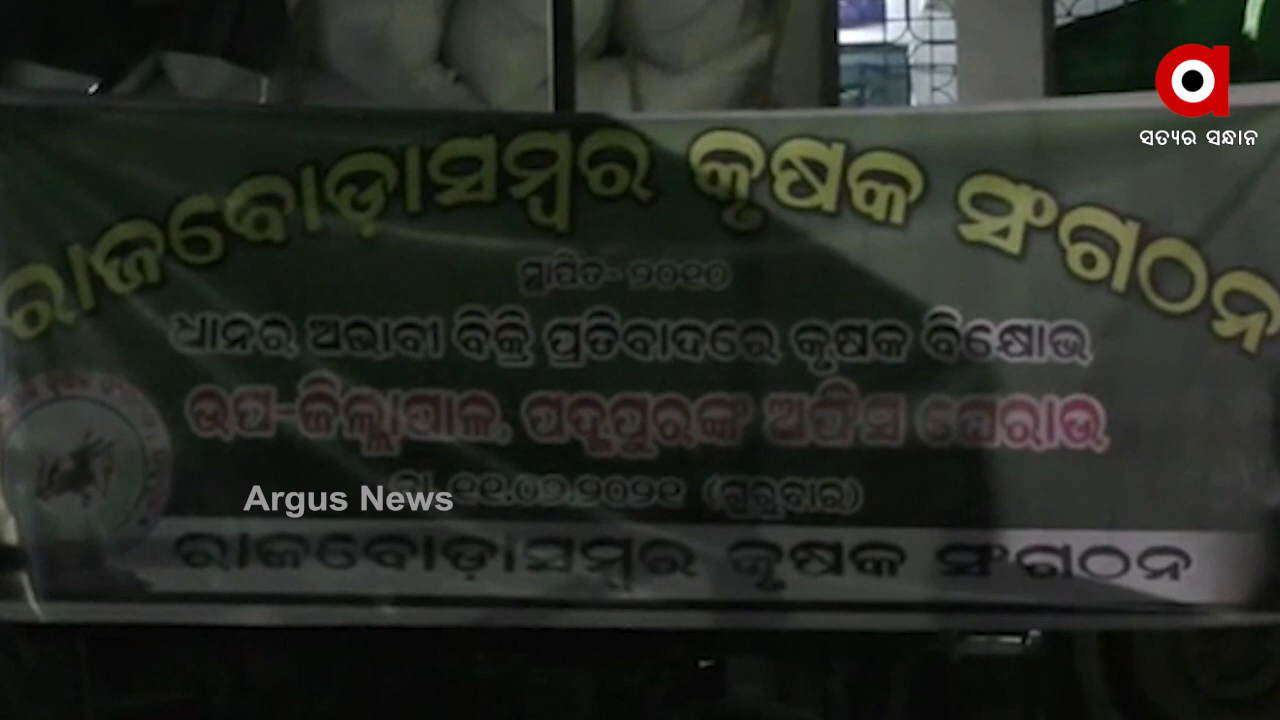 ସତ୍ୟର ସନ୍ଧାନ
ରାଜବୋଡ଼ାସମ୍ବର କୃଷକ ସଂଗଠନ
ସ୍ଥାପିତ- ୨୦୧୦
ଧାନର ଅଭାବୀ ବିକ୍ରି ପ୍ରତିବାଦରେ କୃଷକ ବିକ୍ଷୋଭ
ଉପ-ଜିଲ୍ଲାପାଳ, ପଦ୍ମପୁରଙ୍କ ଅଫିସ ଘେରାଉ
(ଗୁରୁବାର)
Argus News
ରାଜବୋଡ଼ାସମ୍ବର କୃଷକ ସଂଗଠନ